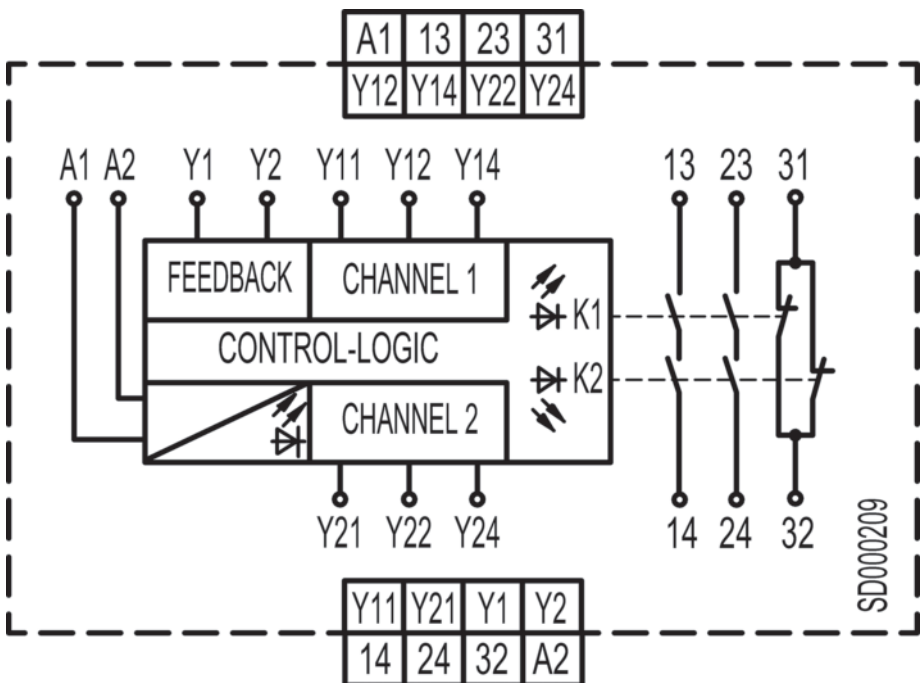 A1 13 23 31
Y12 Y14 Y22 Y24
A1 A2 Y1 Y2 Y11 Y12 Y14 13 23 31
FEEDBACK CHANNEL 1
K1
CONTROL-LOGIC
K2
CHANNEL 2
Y21 Y22 Y24 14 24 32
SD000209
Y11 Y21 Y1 Y2
14 24 32 A2